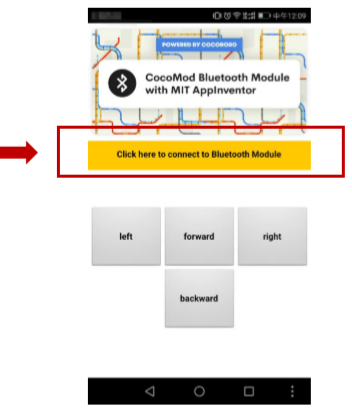 中午12:09
POWERED BY COCOROBO
CocoMod Bluetooth Module
with MIT AppInventor
Click here to connect to Bluetooth Module
left
forward
right
backward